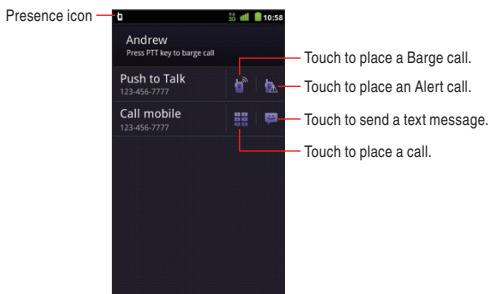 Presence icon
3G 10:58
Andrew
Press PTT key to barge call
Push to Talk
123-456-7777
Touch to place a Barge call.
Touch to place an Alert call.
Call mobile
123-456-7777
Touch to send a text message.
Touch to place a call.